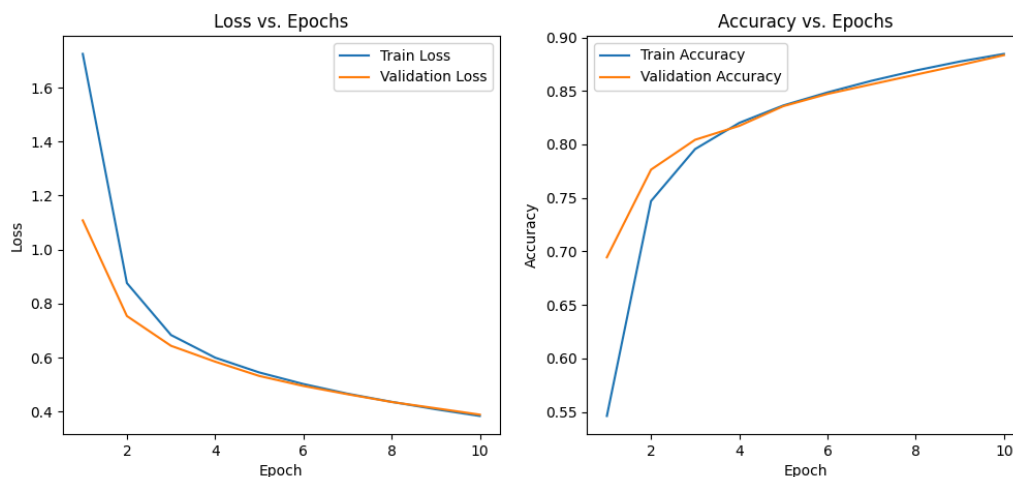 Loss vs. Epochs
Train Loss
Validation Loss
1.6
1.4
1.2
1.0
0.8
0.6
0.4
Loss
2
4
6
8
10
Epoch
Accuracy vs. Epochs
Train Accuracy
Validation Accuracy
0.90
0.85
0.80
0.75
0.70
0.65
0.60
0.55
Accuracy
2
4
6
8
10
Epoch